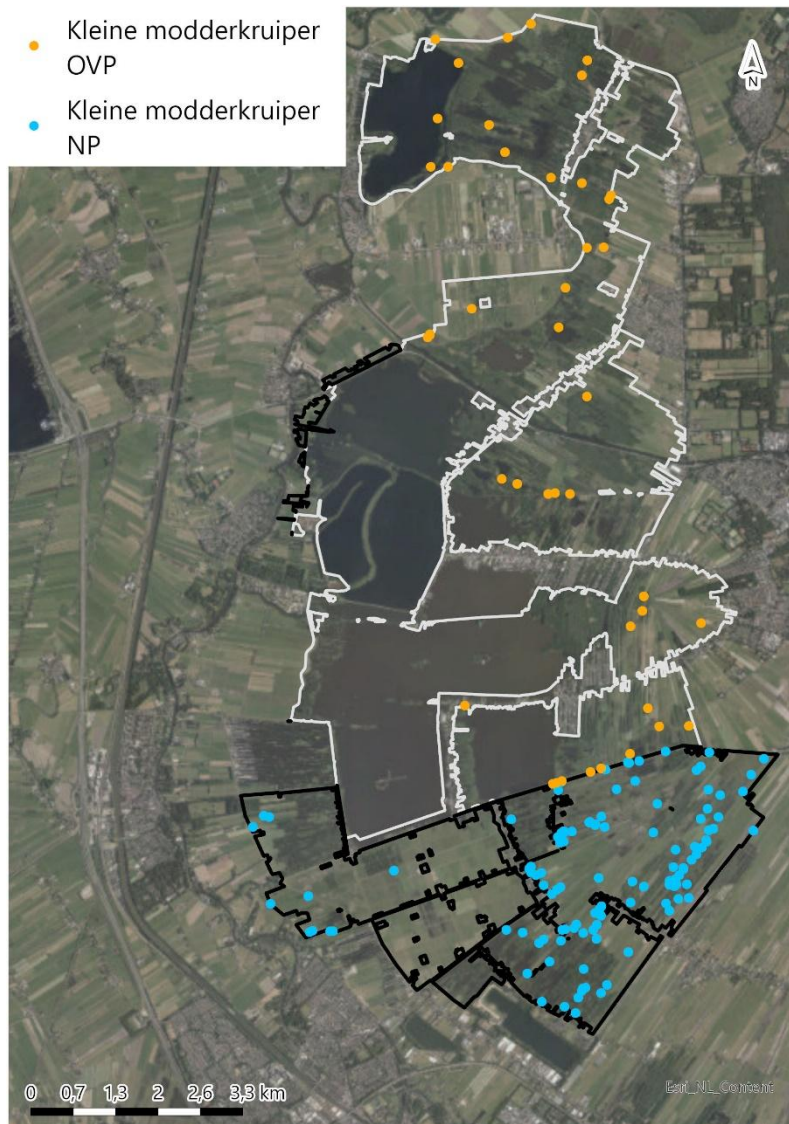 Kleine modderkruiper
OVP
Kleine modderkruiper
NP
N
0 0,7 1,3 2 2,6 3,3 km
Esri_NL_Content